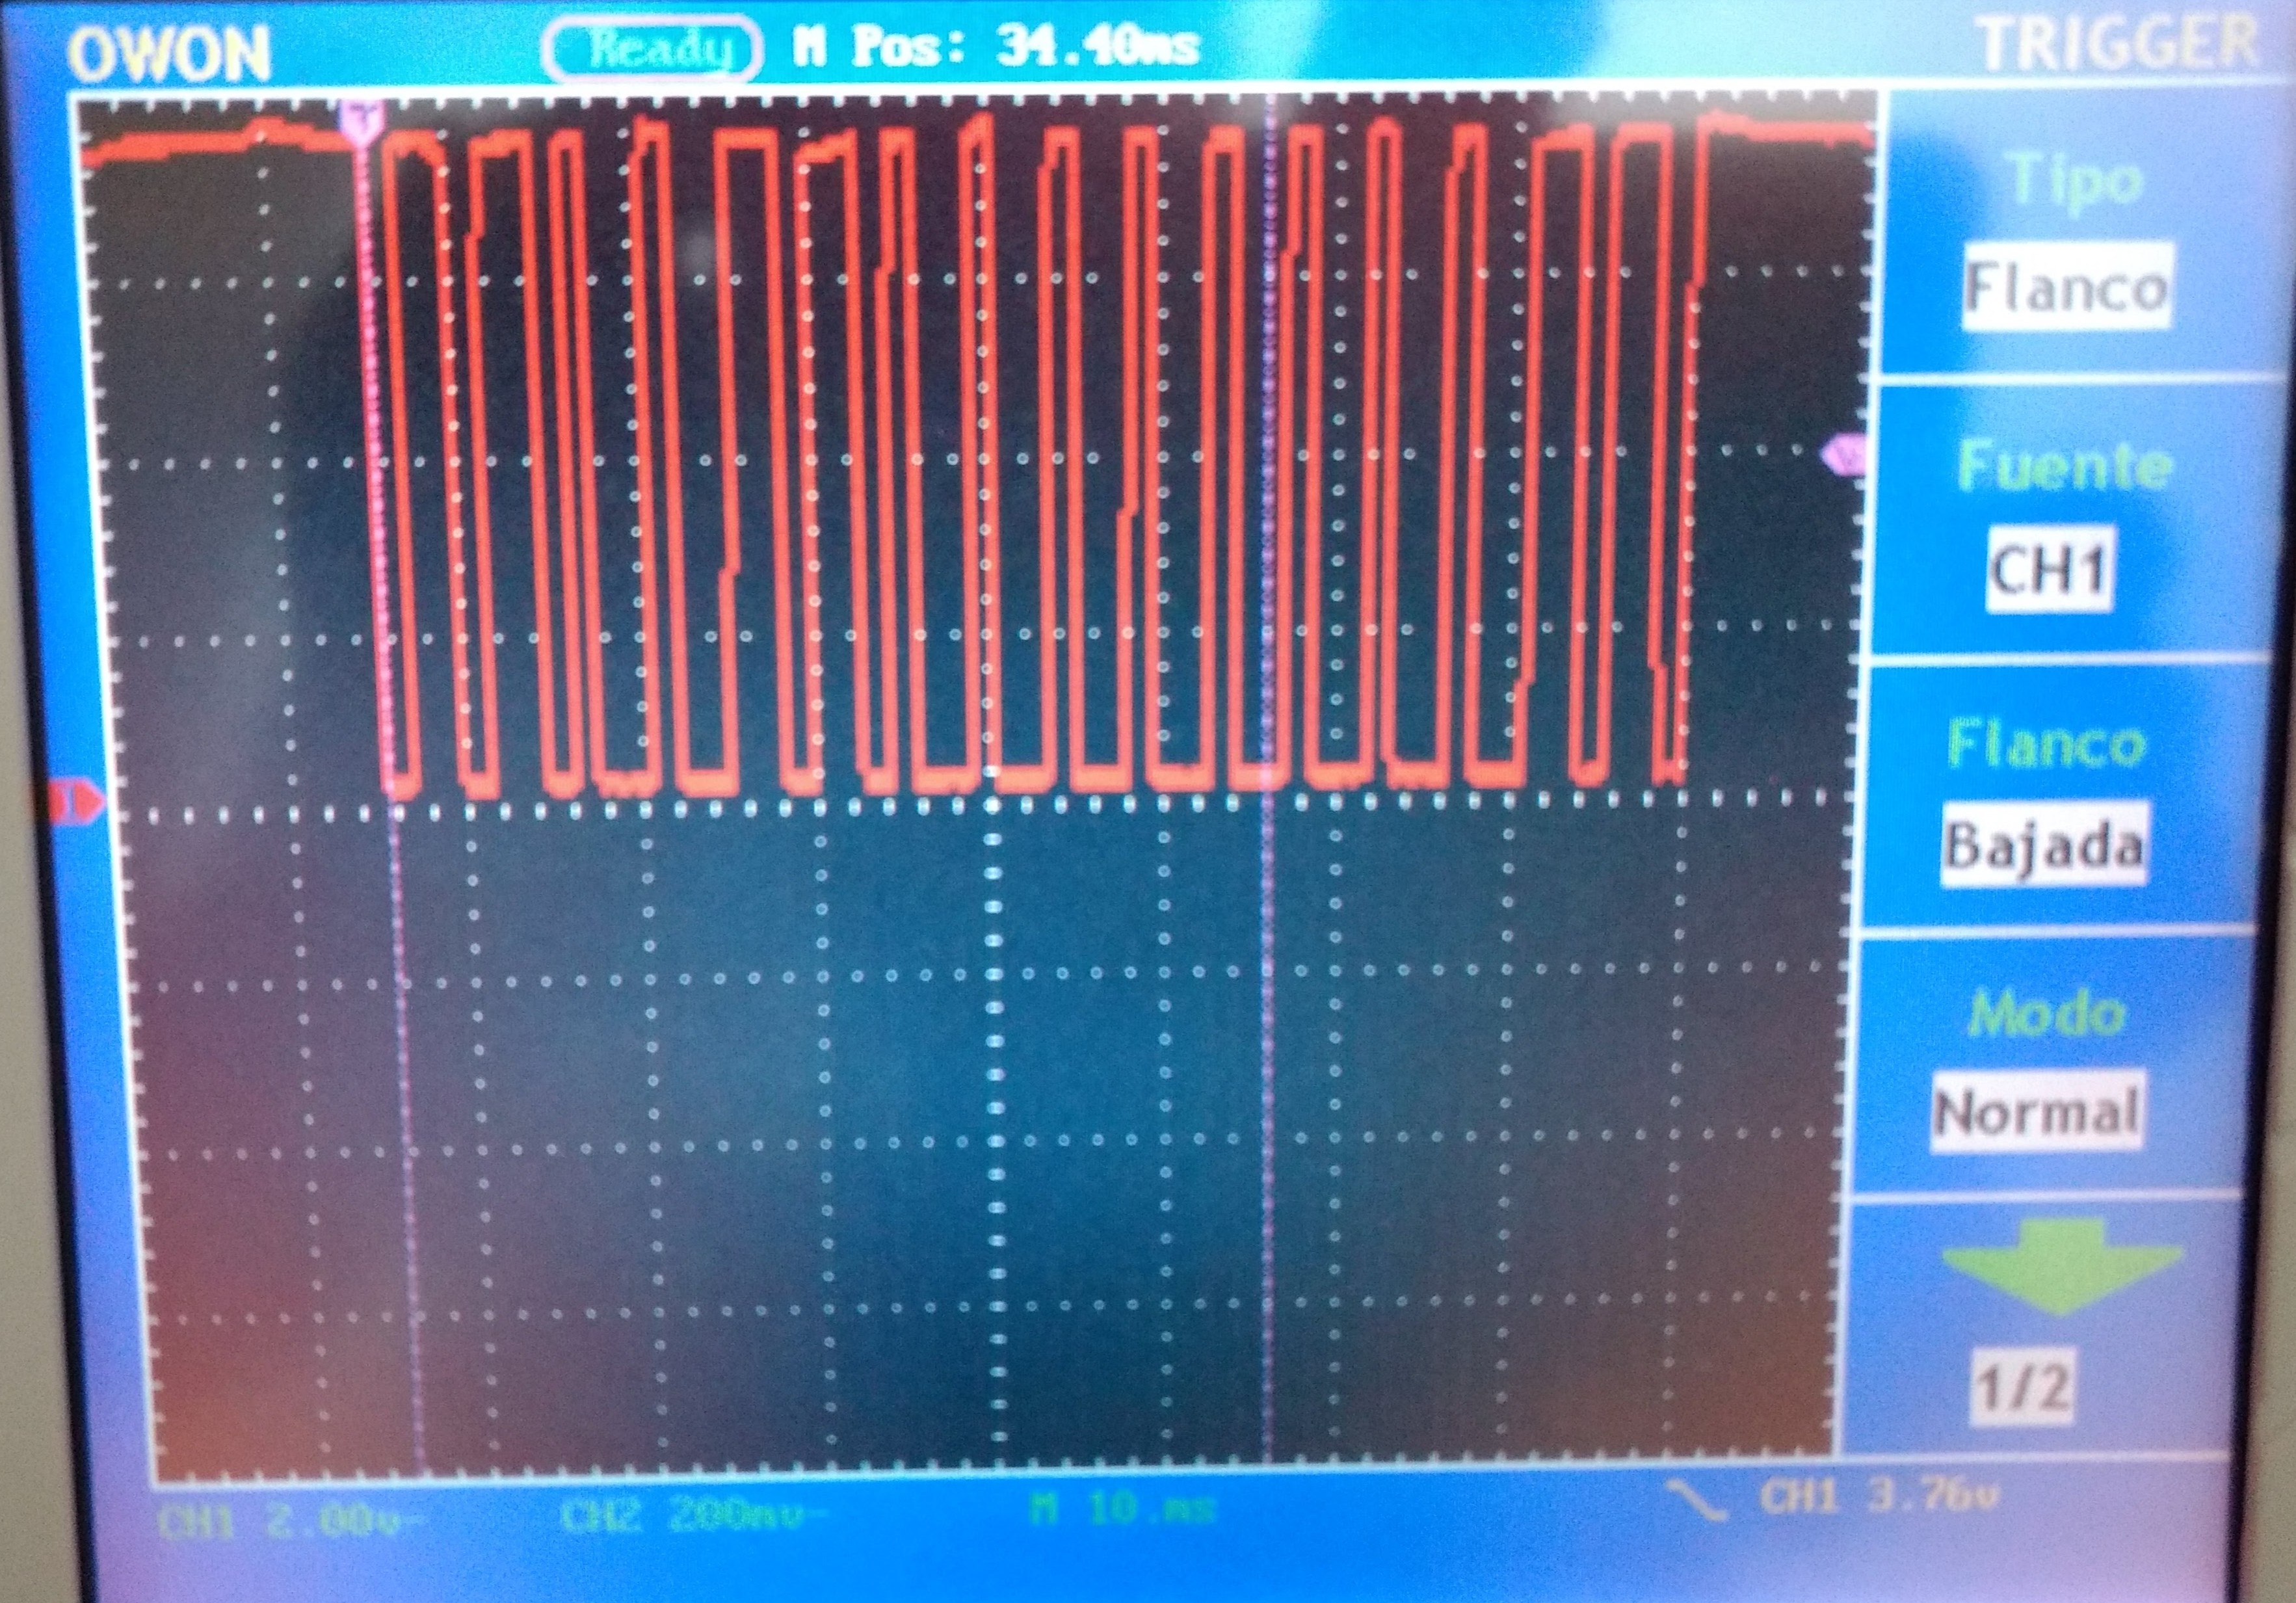 OWON Ready M Pos: 34.40ms TRIGGER
T
Tipo
Flanco
Fuente
CH1
Flanco
Bajada
Modo
Normal
1/2
1
CH1 2.00v- CH2 200mv- M 10.ms CH1 3.76v